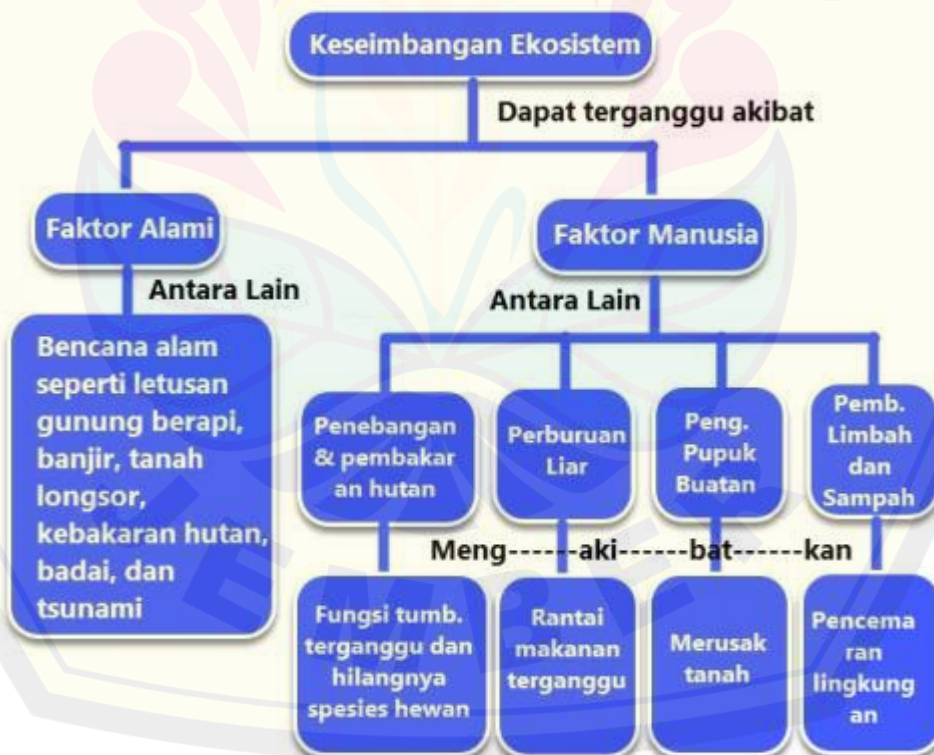 Keseimbangan Ekosistem
Dapat terganggu akibat
Faktor Alami
Faktor Manusia
Antara Lain
Antara Lain
Bencana alam
seperti letusan
gunung berapi,
banjir, tanah
longsor,
kebakaran hutan,
badai, dan
tsunami
Penebangan
& pembakar
an hutan
Perburuan
Liar
Peng.
Pupuk
Buatan
Pemb.
Limbah
dan
Sampah
Meng------aki------bat------kan
Fungsi tumb.
terganggu dan
hilangnya
spesies hewan
Rantai
makanan
terganggu
Merusak
tanah
Pencema
ran
lingkung
an
JEMBER